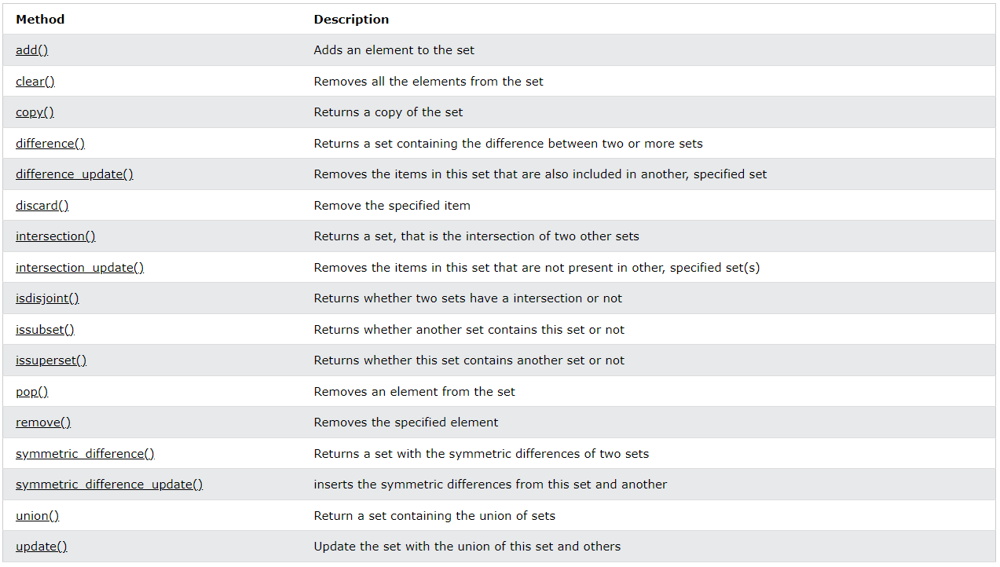 Method Description
add() Adds an element to the set
clear() Removes all the elements from the set
copy() Returns a copy of the set
difference() Returns a set containing the difference between two or more sets
difference_update() Removes the items in this set that are also included in another, specified set
discard() Remove the specified item
intersection() Returns a set, that is the intersection of two other sets
intersection_update() Removes the items in this set that are not present in other, specified set(s)
isdisjoint() Returns whether two sets have a intersection or not
issubset() Returns whether another set contains this set or not
issuperset() Returns whether this set contains another set or not
pop() Removes an element from the set
remove() Removes the specified element
symmetric_difference() Returns a set with the symmetric differences of two sets
symmetric_difference_update() inserts the symmetric differences from this set and another
union() Return a set containing the union of sets
update() Update the set with the union of this set and others